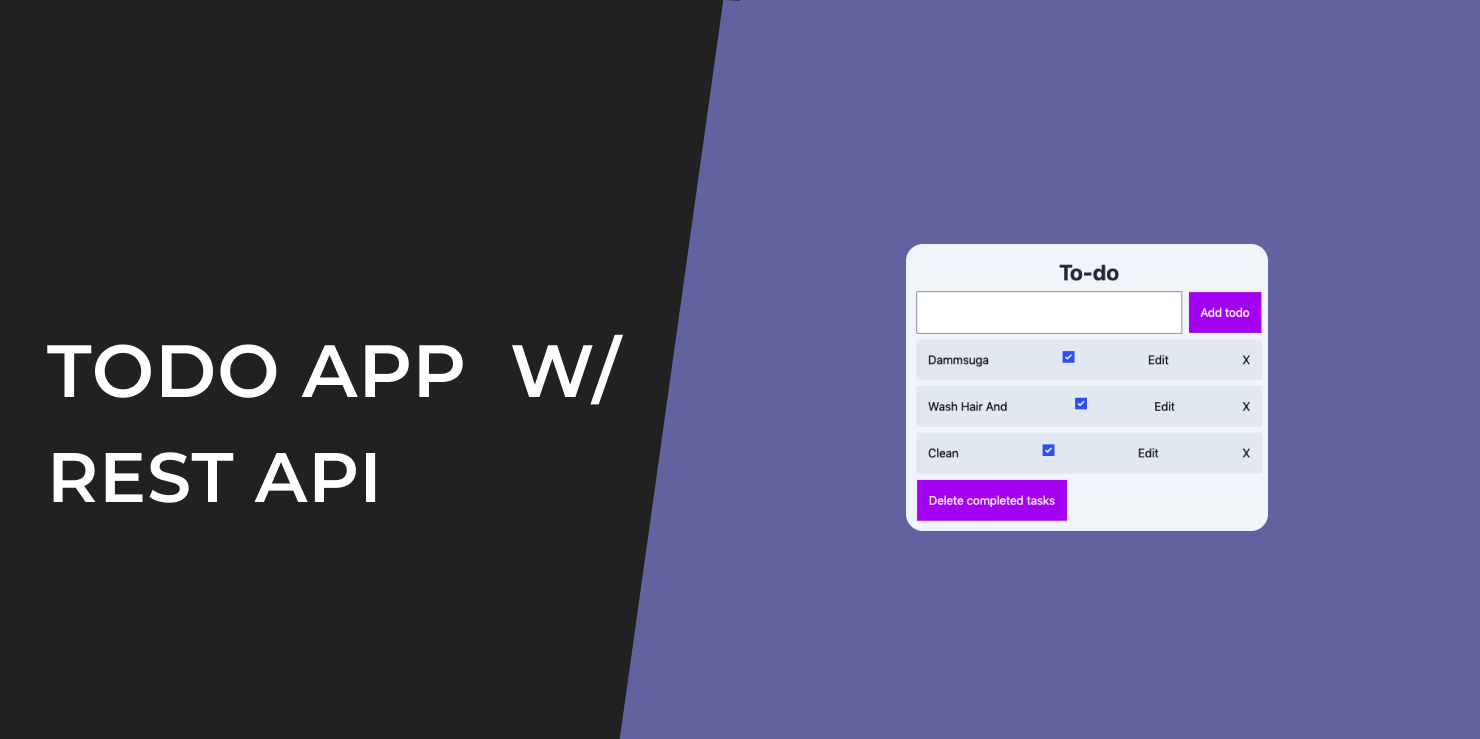 TODO APP W/
REST API
To-do
Add todo
Dammsuga Edit X
Wash Hair And Edit X
Clean Edit X
Delete completed tasks